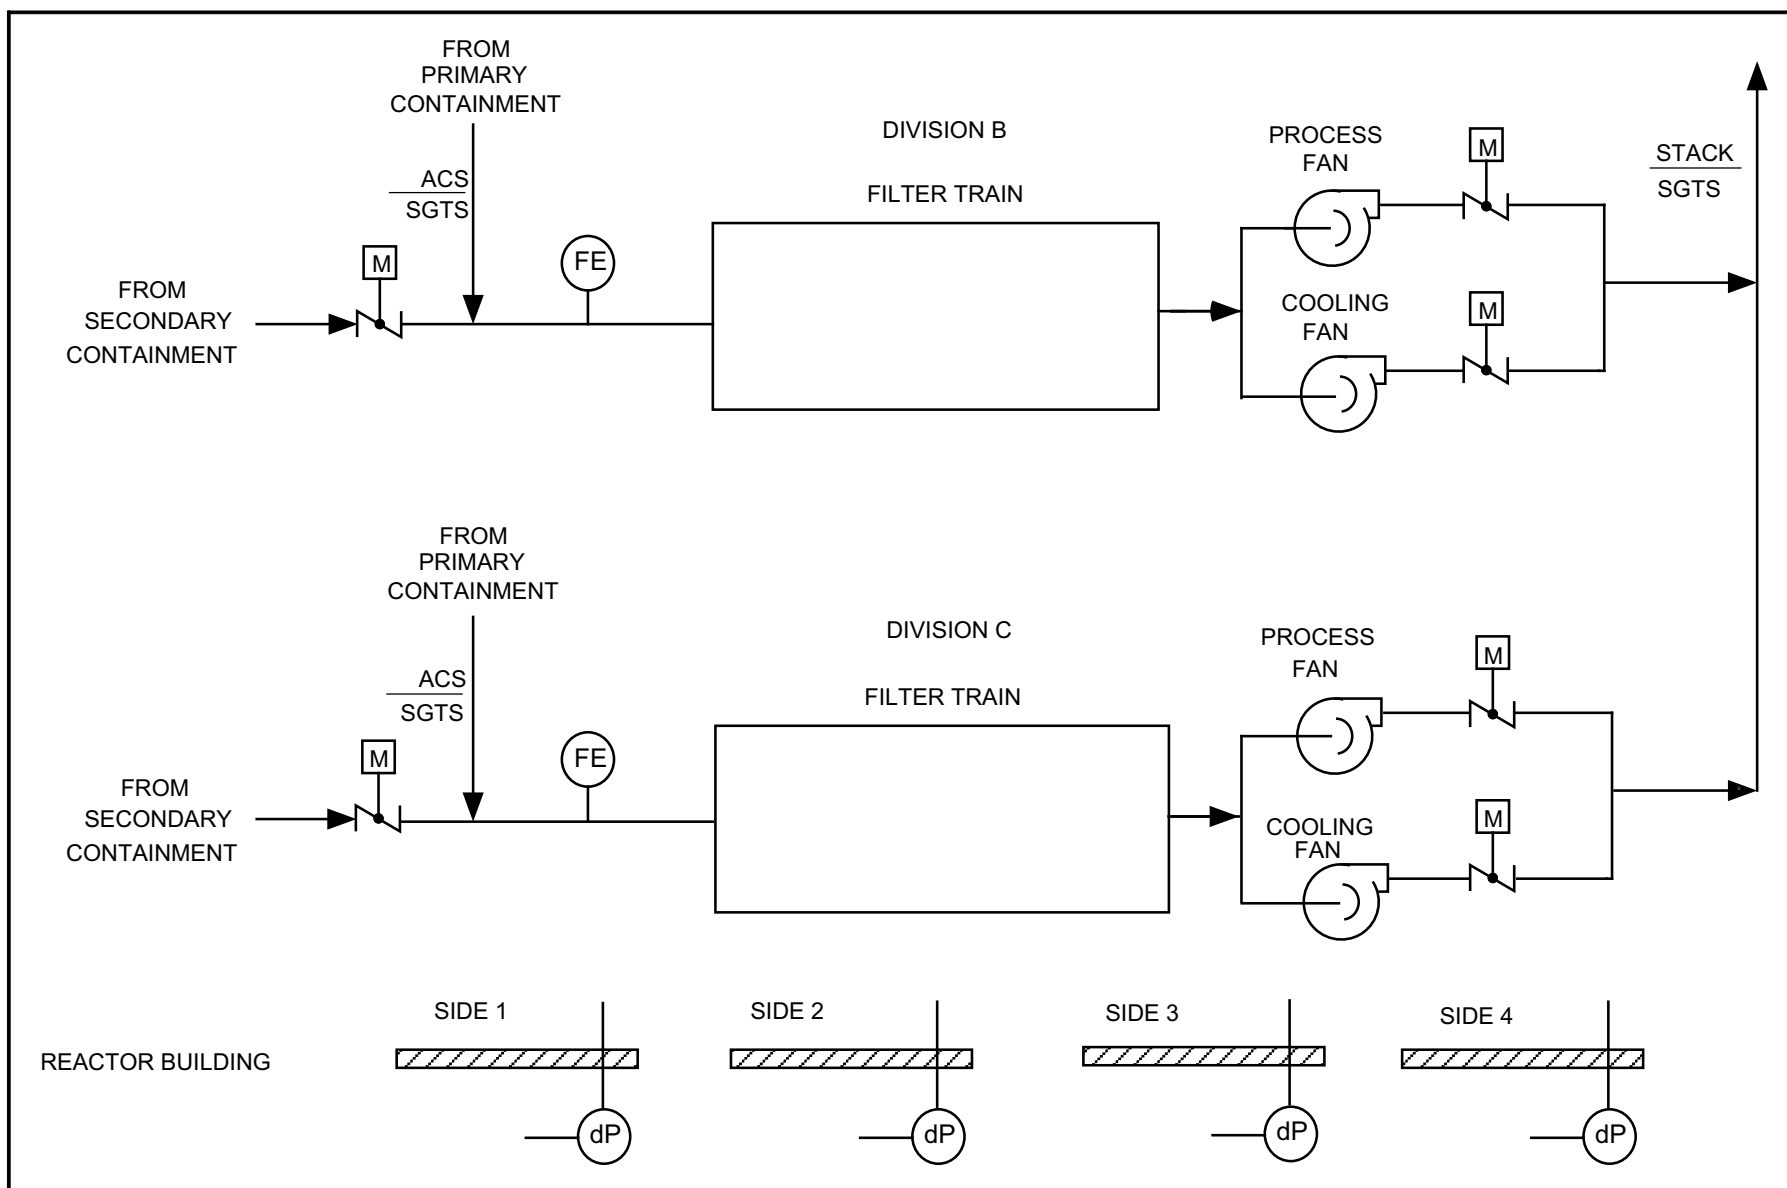 FROM
PRIMARY
CONTAINMENT
DIVISION B
PROCESS
FAN
M
STACK
SGTS
ACS
SGTS
FILTER TRAIN
M
FE
FROM
SECONDARY
CONTAINMENT
COOLING
FAN
M
FROM
PRIMARY
CONTAINMENT
DIVISION C
PROCESS
FAN
M
ACS
SGTS
FILTER TRAIN
M
FE
FROM
SECONDARY
CONTAINMENT
COOLING
FAN
M
SIDE 1
SIDE 2
SIDE 3
SIDE 4
REACTOR BUILDING
dP
dP
dP
dP